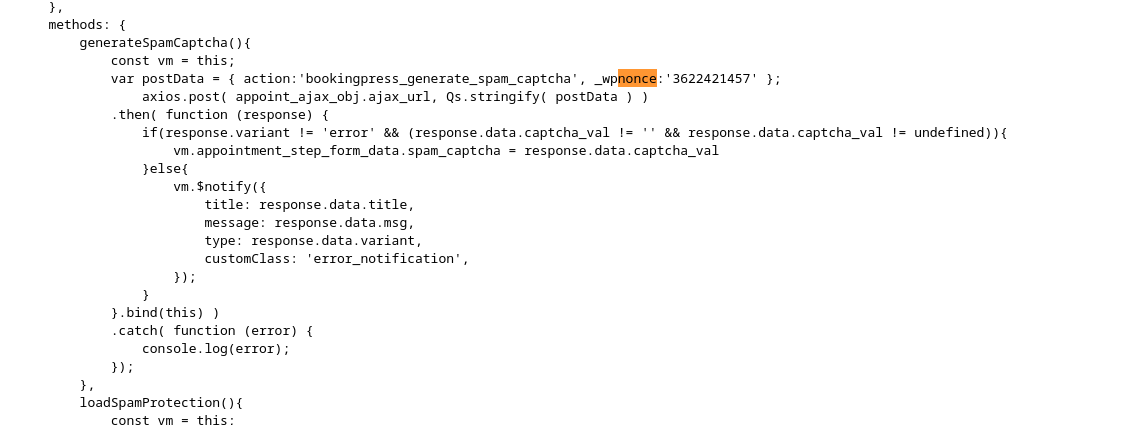 },
methods: {
generateSpamCaptcha(){
const vm = this;
var postData = { action:'bookingpress_generate_spam_captcha', _wpnonce:'3622421457' };
axios.post( appoint_ajax_obj.ajax_url, Qs.stringify( postData ) )
.then( function (response) {
if(response.variant != 'error' && (response.data.captcha_val != '' && response.data.captcha_val != undefined)){
vm.appointment_step_form_data.spam_captcha = response.data.captcha_val
}else{
vm.$notify({
title: response.data.title,
message: response.data.msg,
type: response.data.variant,
customClass: 'error_notification',
});
}
}.bind(this) )
.catch( function (error) {
console.log(error);
});
},
loadSpamProtection(){
const vm = this: